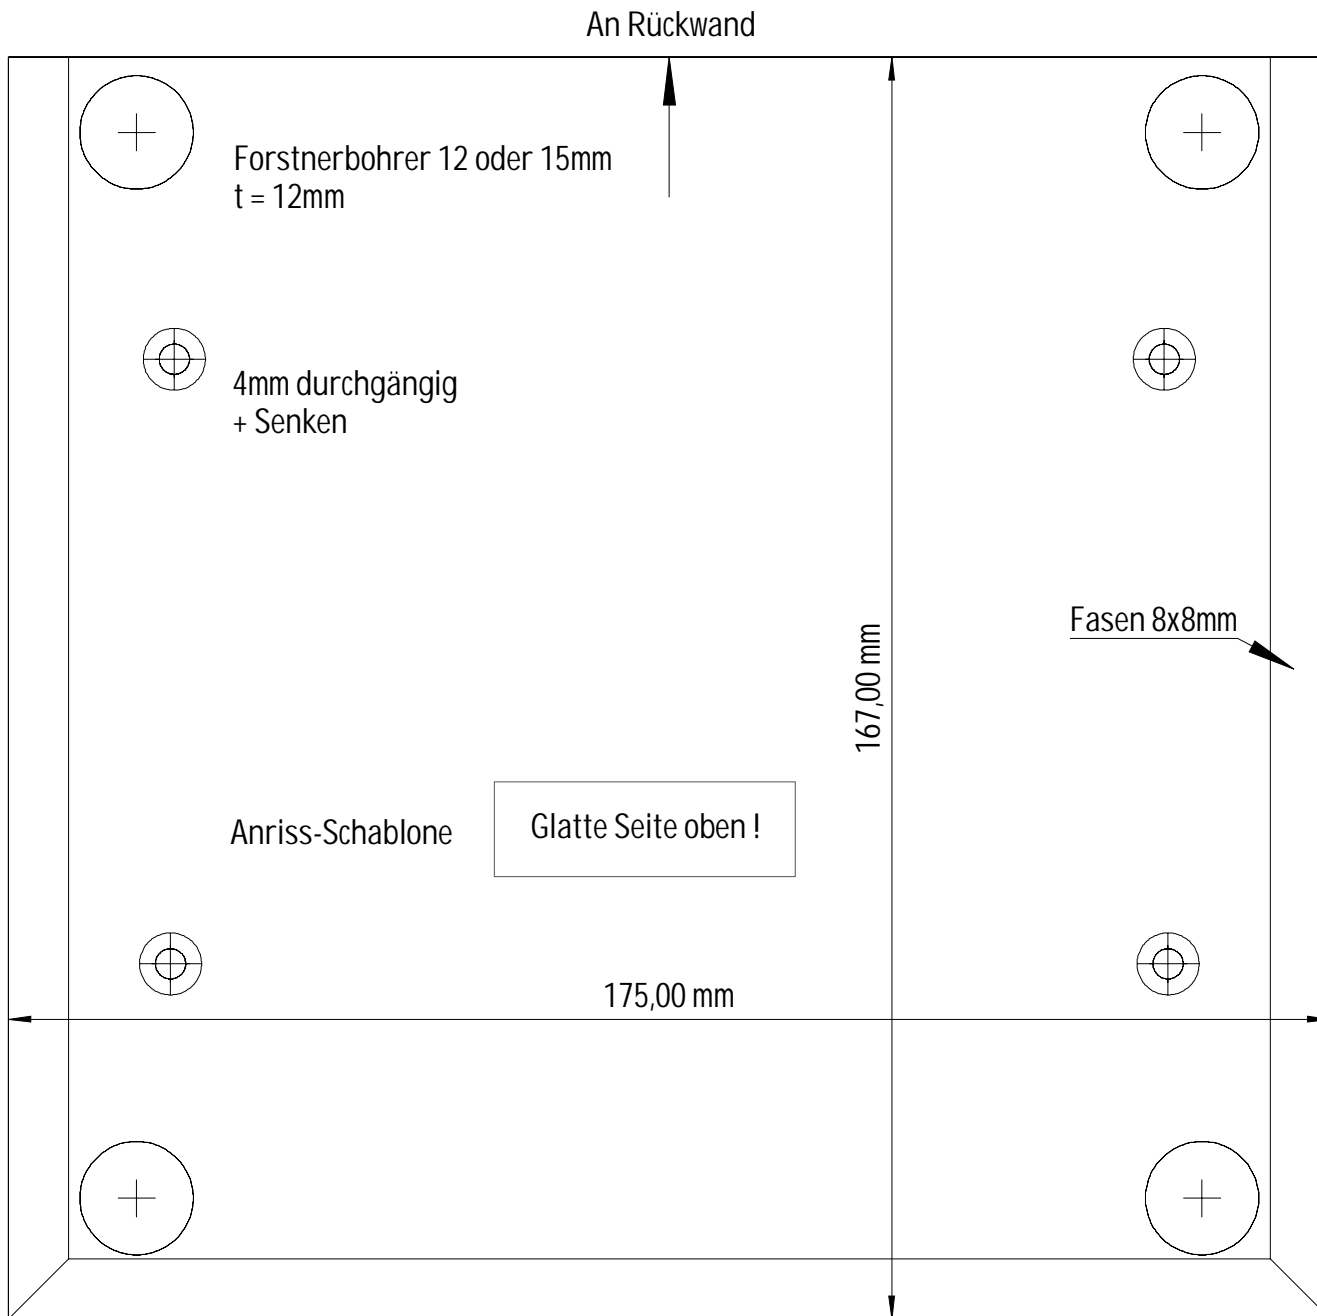 An Rückwand
Forstnerbohrer 12 oder 15mm
t = 12mm
4mm durchgängig
+ Senken
Fasen 8x8mm
167,00 mm
Anriss-Schablone
Glatte Seite oben !
175,00 mm